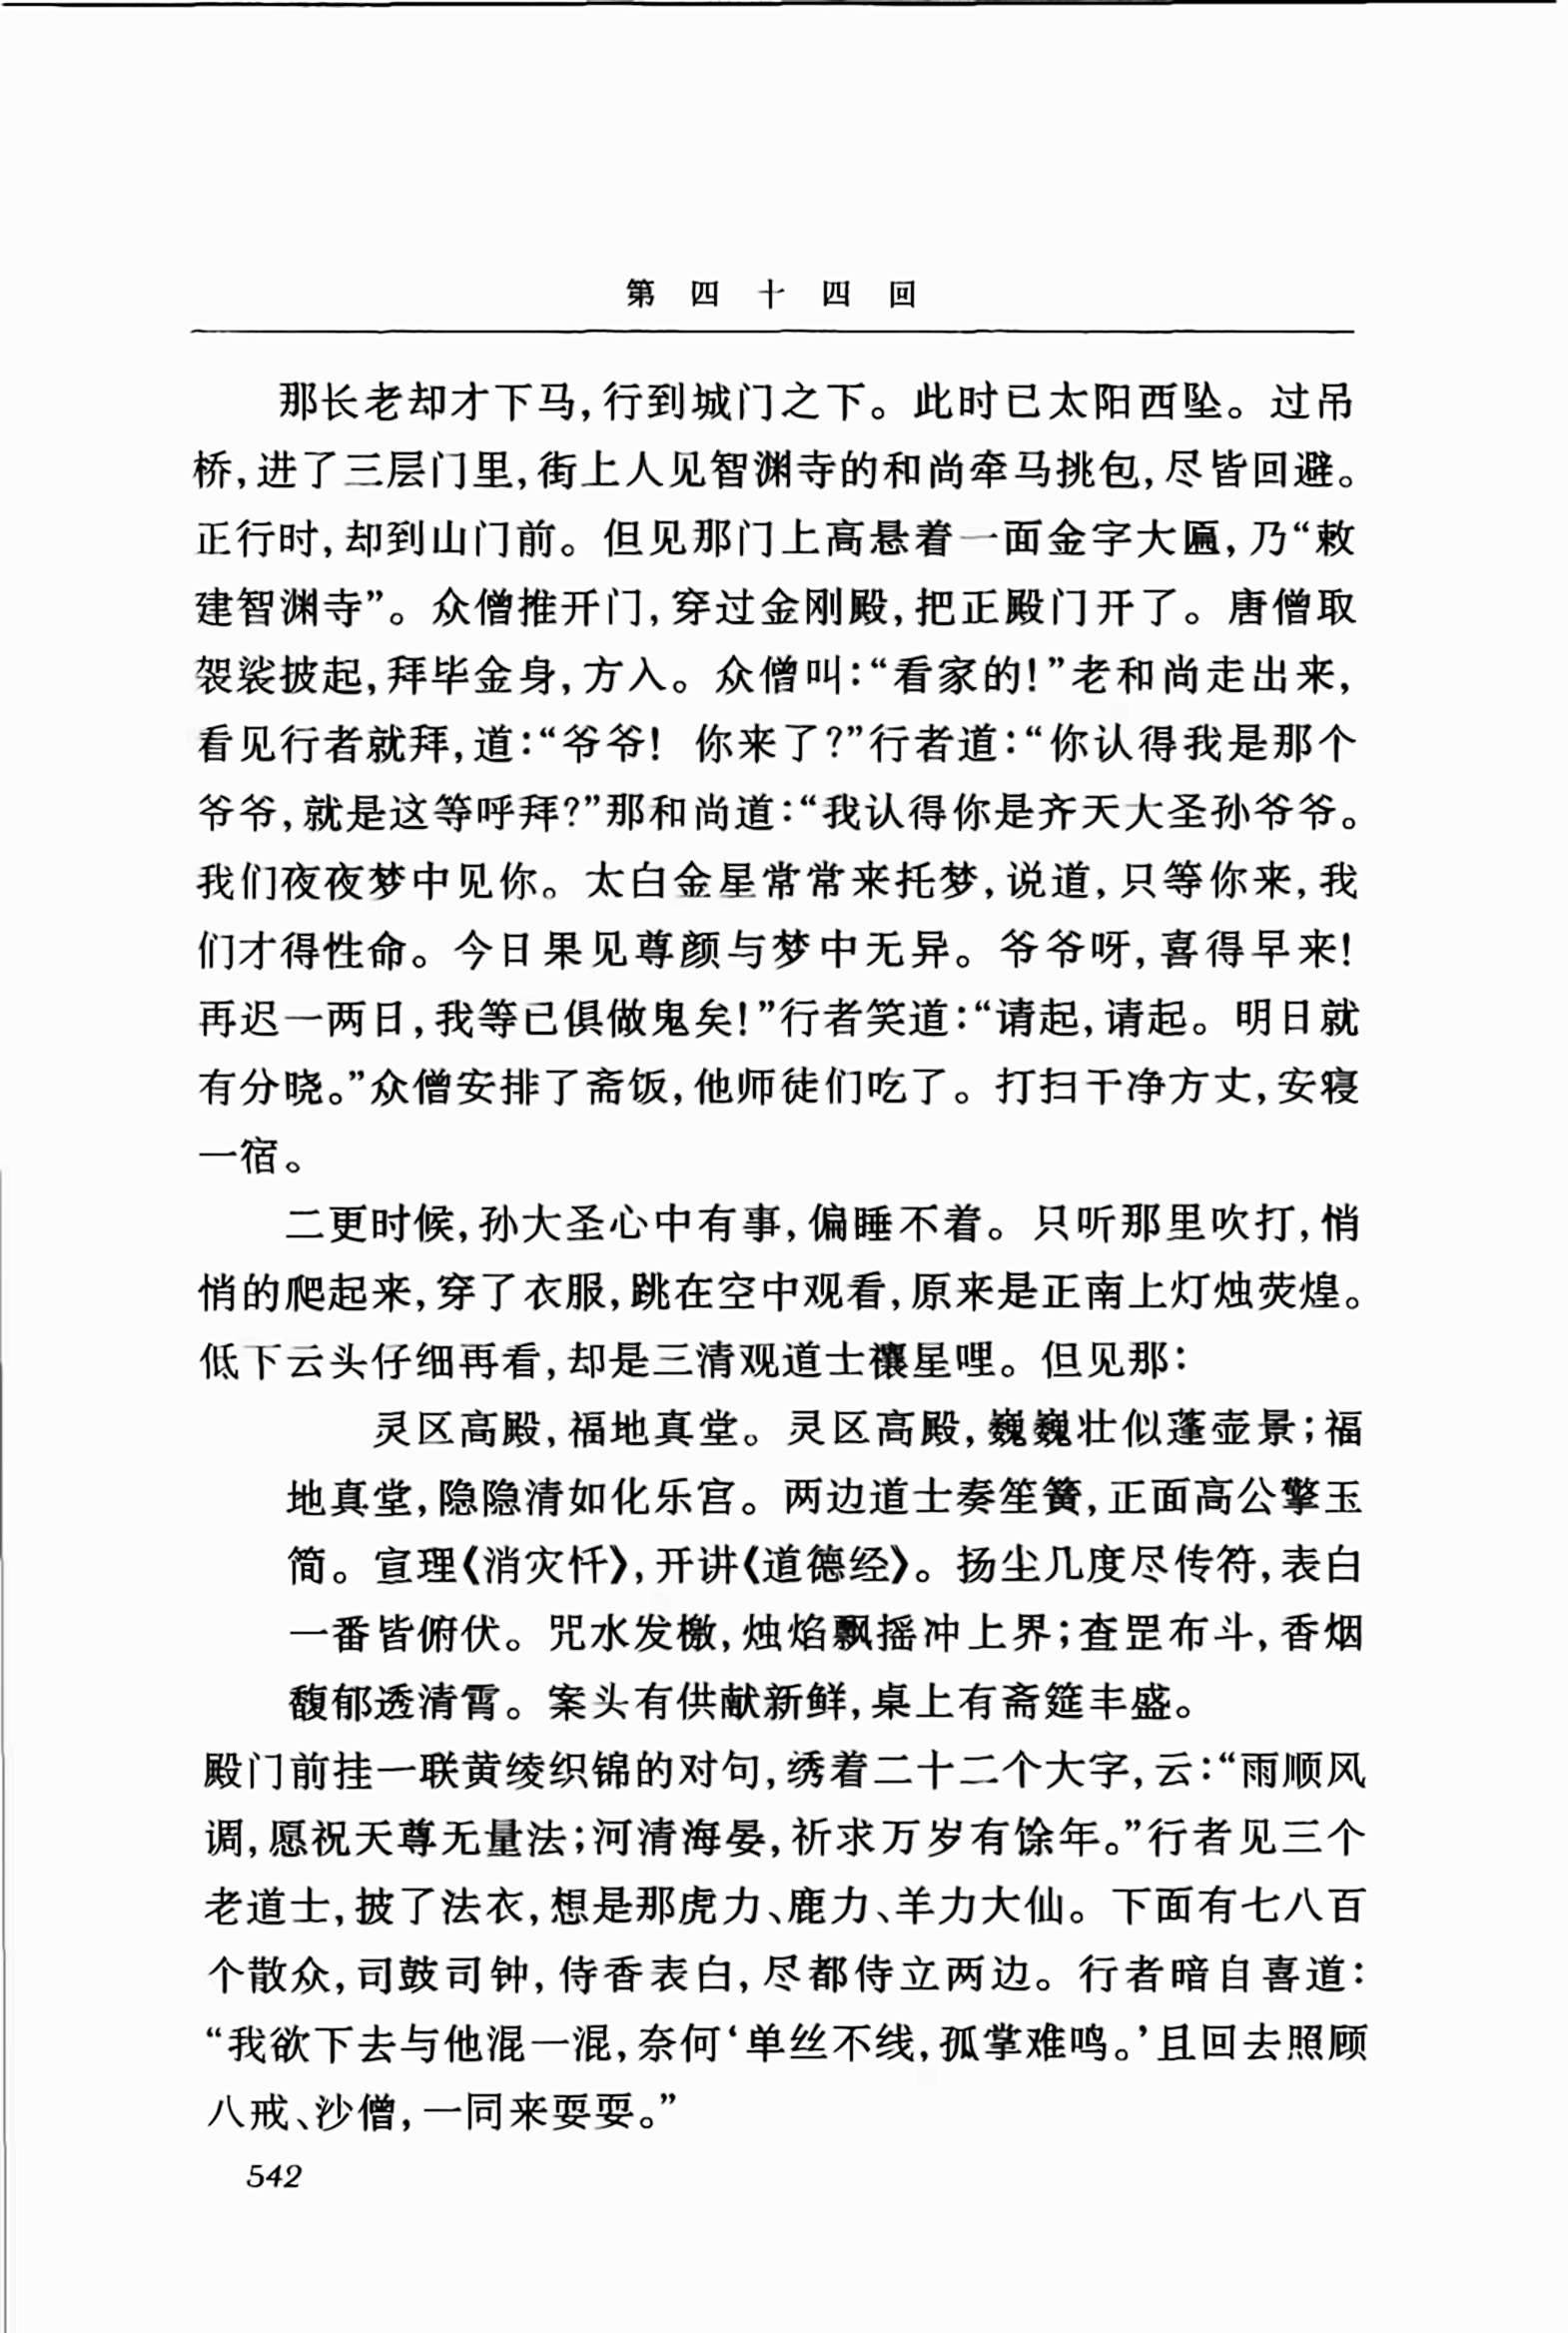 第四十四回
那长老却才下马,行到城门之下。此时已太阳西坠。过吊
桥,进了三层门里,街上人见智渊寺的和尚牵马挑包,尽皆回避。
正行时,却到山门前。但见那门上高悬着一面金字大匾,乃“敕
建智渊寺”。众僧推开门,穿过金刚殿,把正殿门开了。唐僧取
袈裟披起,拜毕金身,方入。众僧叫:“看家的!”老和尚走出来,
看见行者就拜,道:“爷爷! 你来了?”行者道:“你认得我是那个
爷爷,就是这等呼拜?”那和尚道:“我认得你是齐天大圣孙爷爷。
我们夜夜梦中见你。太白金星常常来托梦,说道,只等你来,我
们才得性命。今日果见尊颜与梦中无异。爷爷呀,喜得早来!
再迟一两日,我等已俱做鬼矣!”行者笑道:“请起,请起。明日就
有分晓。”众僧安排了斋饭,他师徒们吃了。打扫干净方丈,安寝
一宿。
二更时候,孙大圣心中有事,偏睡不着。只听那里吹打,悄
悄的爬起来,穿了衣服,跳在空中观看,原来是正南上灯烛荧煌。
低下云头仔细再看,却是三清观道士禳星哩。但见那:
灵区高殿,福地真堂。灵区高殿,巍巍壮似蓬壶景;福
地真堂,隐隐清如化乐宫。两边道士奏笙簧,正面高公擎玉
简。宣理《消灾忏》,开讲《道德经》。扬尘几度尽传符,表白
一番皆俯伏。咒水发檄,烛焰飘摇冲上界;查罡布斗,香烟
馥郁透清霄。案头有供献新鲜,桌上有斋筵丰盛。
殿门前挂一联黄绫织锦的对句,绣着二十二个大字,云:“雨顺风
调,愿祝天尊无量法;河清海晏,祈求万岁有馀年。”行者见三个
老道士,披了法衣,想是那虎力、鹿力、羊力大仙。下面有七八百
个散众,司鼓司钟,侍香表白,尽都侍立两边。行者暗自喜道:
“我欲下去与他混一混,奈何‘单丝不线,孤掌难鸣。’且回去照顾
八戒、沙僧,一同来耍耍。”
542